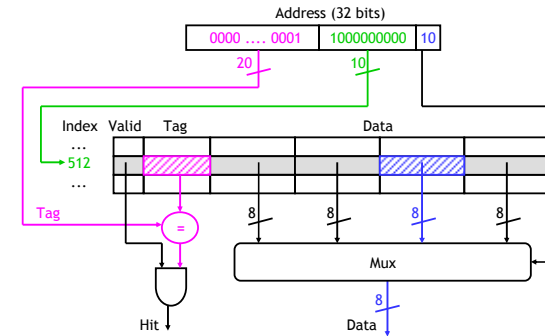 Address (32 bits)
0000 .... 0001 1000000000 10
20 10
Index Valid Tag Data
...
512
...
Tag = 8 8 8 8
Mux
8
Hit Data